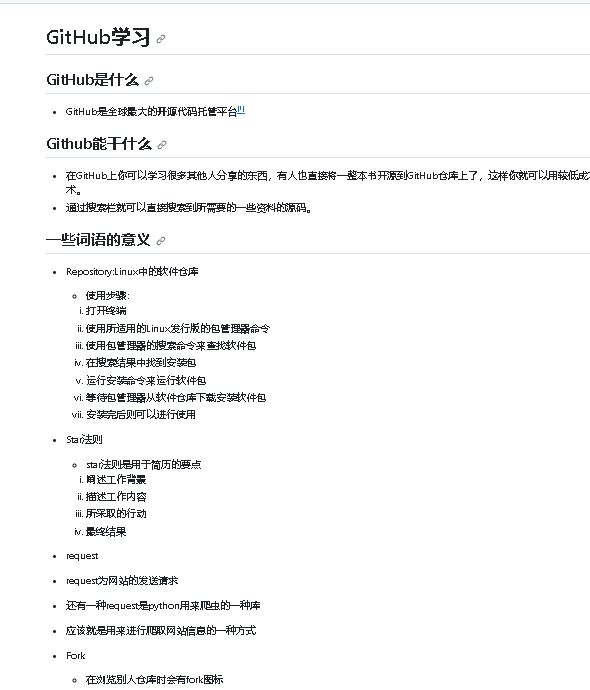 GitHub学习
GitHub是什么
GitHub是全球最大的开源代码托管平台[1]
Github能干什么
在GitHub上你可以学习很多其他人分享的东西，有人也直接将一整本书开源到GitHub仓库上了，这样你就可以用较低成
术。
通过搜索栏就可以直接搜索到所需要的一些资料的源码。
一些词语的意义
Repository:Linux中的软件仓库
使用步骤：
i. 打开终端
ii. 使用所适用的Linux发行版的包管理器命令
iii. 使用包管理器的搜索命令来查找软件包
iv. 在搜索结果中找到安装包
v. 运行安装命令来运行软件包
vi. 等待包管理器从软件仓库下载安装软件包
vii. 安装完后则可以进行使用
Star法则
star法则是用于简历的要点
i. 阐述工作背景
ii. 描述工作内容
iii. 所采取的行动
iv. 最终结果
request
request为网站的发送请求
还有一种request是python用来爬虫的一种库
应该就是用来进行爬取网站信息的一种方式
Fork
在浏览别人仓库时会有fork图标